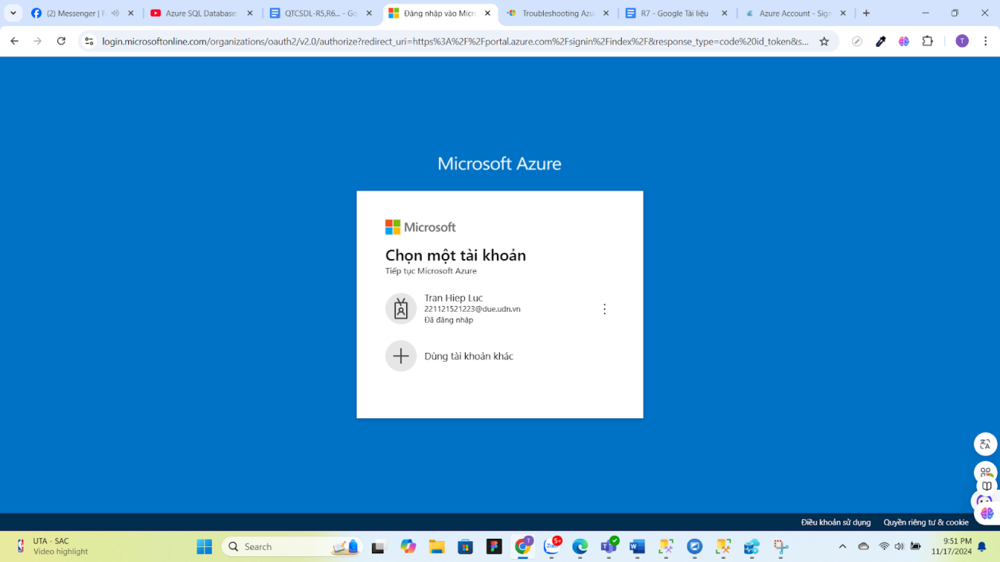 (2) Messenger | Fa
Azure SQL Database:
QTCSDL-R5,R6... - Go
Đăng nhập vào Micro
Troubleshooting Azu
R7 - Google Tài liệu
Azure Account - Sign
login.microsoftonline.com/organizations/oauth2/v2.0/authorize?redirect_uri=https%3A%2F%2Fportal.azure.com%2Fsignin%2Findex%2F&response_type=code%20id_token&s...
T
Microsoft Azure
Microsoft
Chọn một tài khoản
Tiếp tục Microsoft Azure
Tran Hiep Luc
221121521223@due.udn.vn
Đã đăng nhập
Dùng tài khoản khác
Điều khoản sử dụng
Quyền riêng tư & cookie
UTA - SAC
Video highlight
Search
T
Zalo
5+
9:51 PM
11/17/2024